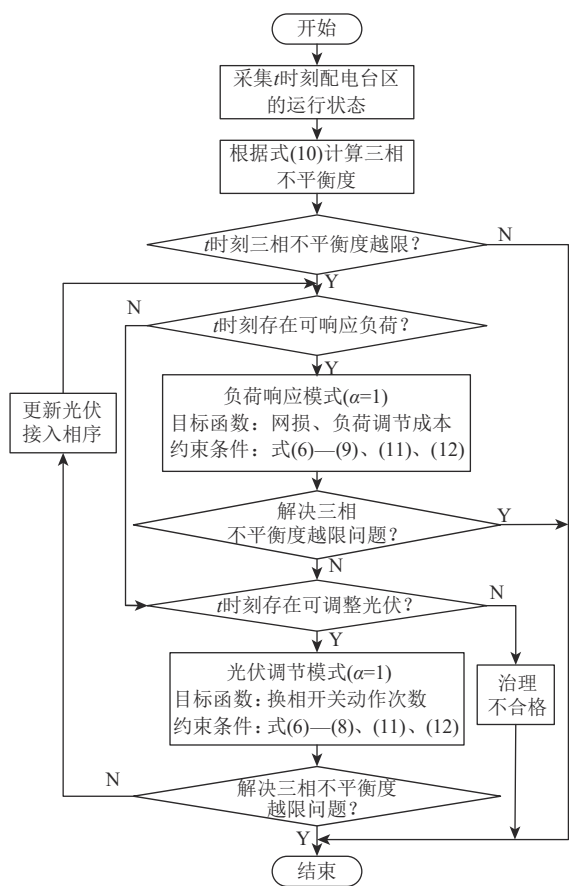 开始
采集t时刻配电台区
的运行状态
根据式(10)计算三相
不平衡度
t时刻三相不平衡度越限？
N
Y
N
t时刻存在可响应负荷？
Y
负荷响应模式(α=1)
目标函数：网损、负荷调节成本
约束条件：式(6)—(9)、(11)、(12)
更新光伏
接入相序
解决三相
不平衡度越限问题？
Y
N
t时刻存在可调整光伏？
N
Y
光伏调节模式(α=1)
目标函数：换相开关动作次数
约束条件：式(6)—(8)、(11)、(12)
治理
不合格
N
解决三相不平衡度
越限问题？
Y
结束